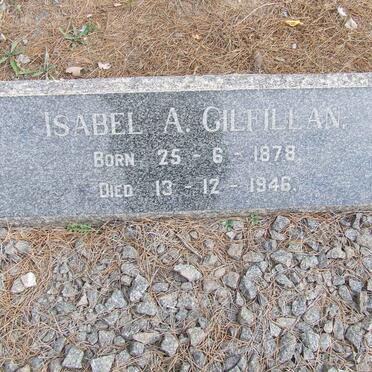 ISABEL A. GILFILLAN.
BORN 25 - 6 - 1878.
DIED 13 - 12 - 1946.